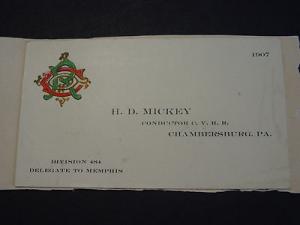 1907
H. D. MICKEY
CONDUCTOR C. V. R. R.
CHAMBERSBURG, PA.
DIVISION 484
DELEGATE TO MEMPHIS